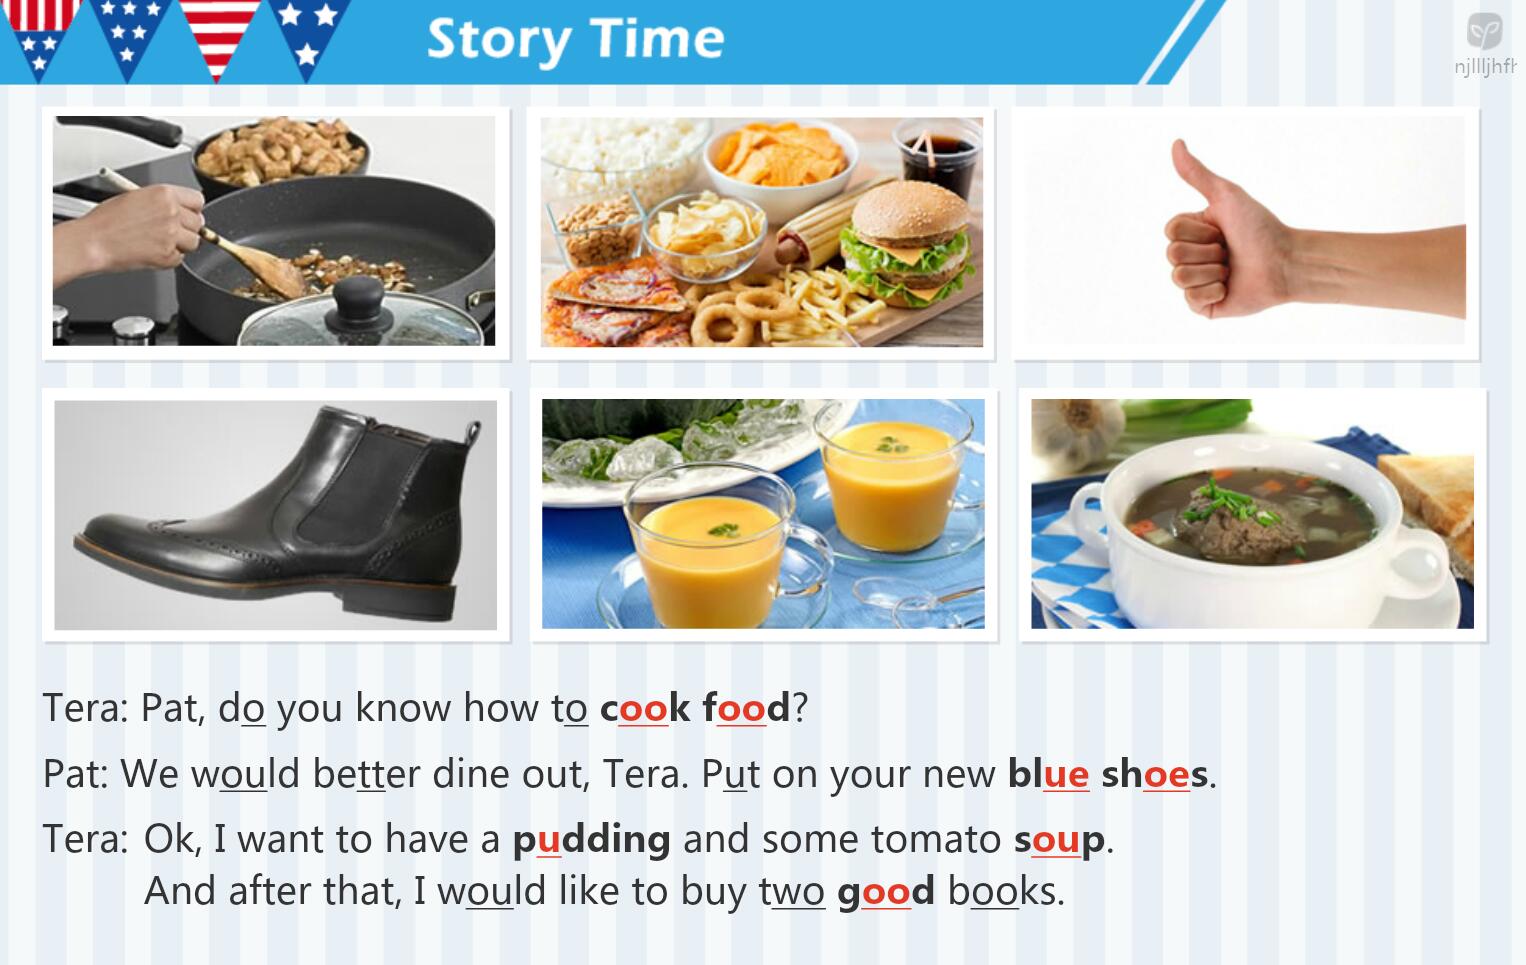 Story Time
njllljhfh
Tera: Pat, do you know how to cook food?
Pat: We would better dine out, Tera. Put on your new blue shoes.
Tera: Ok, I want to have a pudding and some tomato soup.
And after that, I would like to buy two good books.